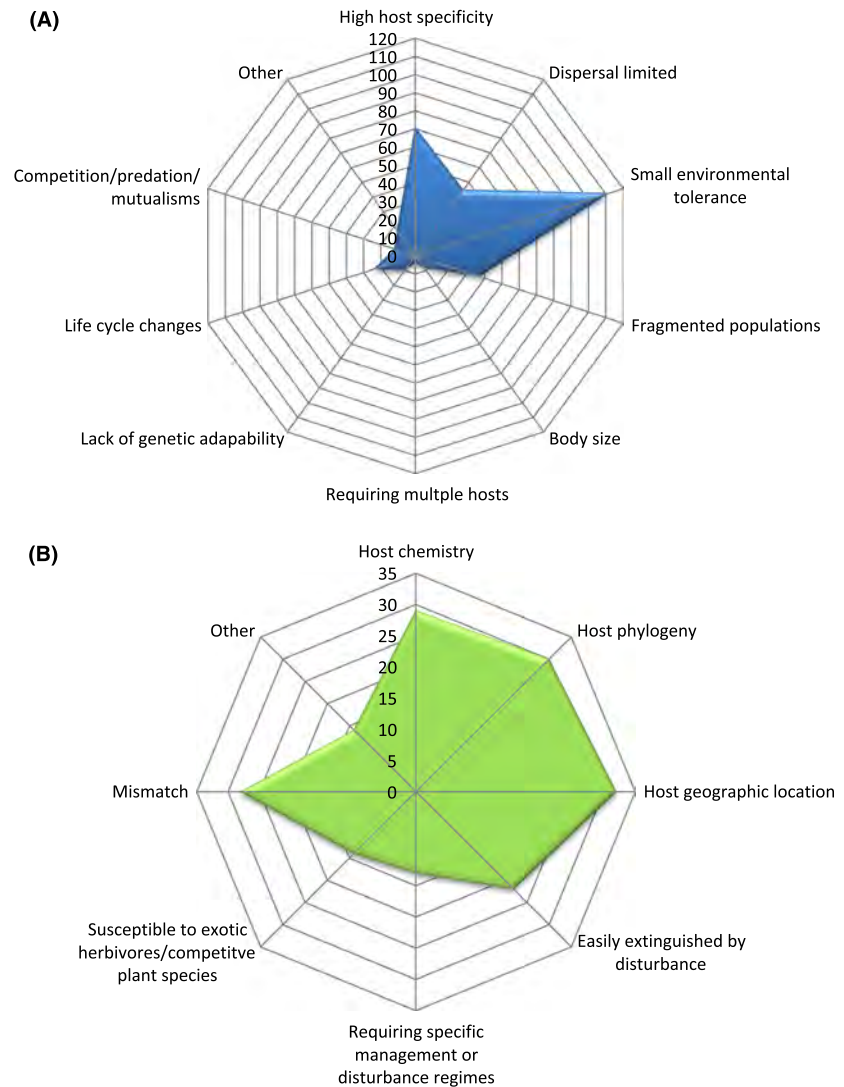 (A)
High host specificity
120
110
100
90
80
70
60
50
40
30
20
10
0
Other
Dispersal limited
Competition/predation/
mutualisms
Small environmental
tolerance
Life cycle changes
Fragmented populations
Lack of genetic adapability
Body size
Requiring multple hosts
(B)
Host chemistry
35
30
25
20
15
10
5
0
Other
Host phylogeny
Mismatch
Host geographic location
Susceptible to exotic
herbivores/competitve
plant species
Easily extinguished by
disturbance
Requiring specific
management or
disturbance regimes